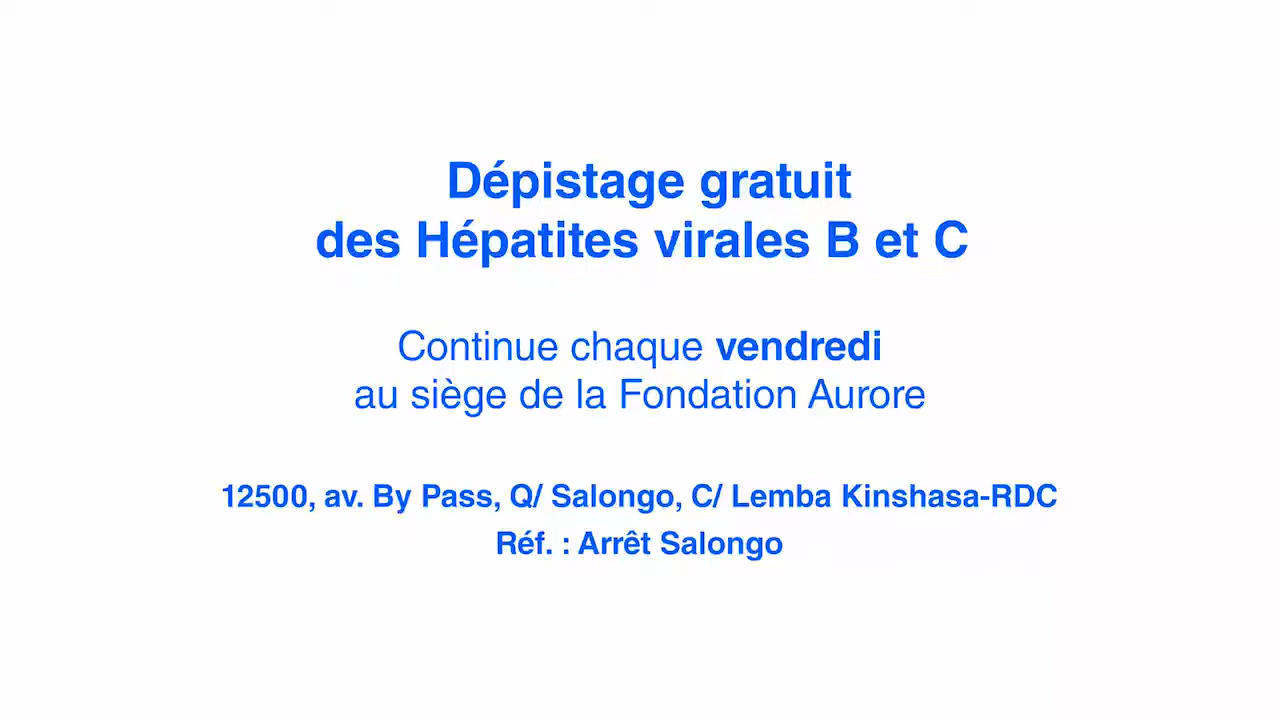 Dépistage gratuit
des Hépatites virales B et C
Continue chaque vendredi
au siège de la Fondation Aurore
12500, av. By Pass, Q/ Salongo, C/ Lemba Kinshasa-RDC
Réf. : Arrêt Salongo